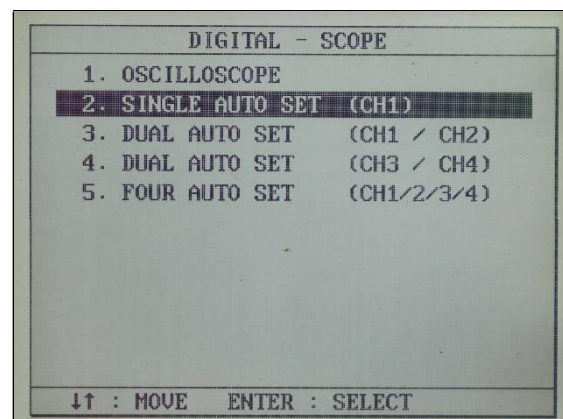 DIGITAL - SCOPE
1. OSCILLOSCOPE
2. SINGLE AUTO SET (CH1)
3. DUAL AUTO SET (CH1 / CH2)
4. DUAL AUTO SET (CH3 / CH4)
5. FOUR AUTO SET (CH1/2/3/4)
↓↑ : MOVE ENTER : SELECT